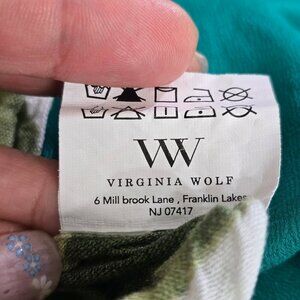 VW
VIRGINIA WOLF
6 Mill brook Lane , Franklin Lakes
NJ 07417